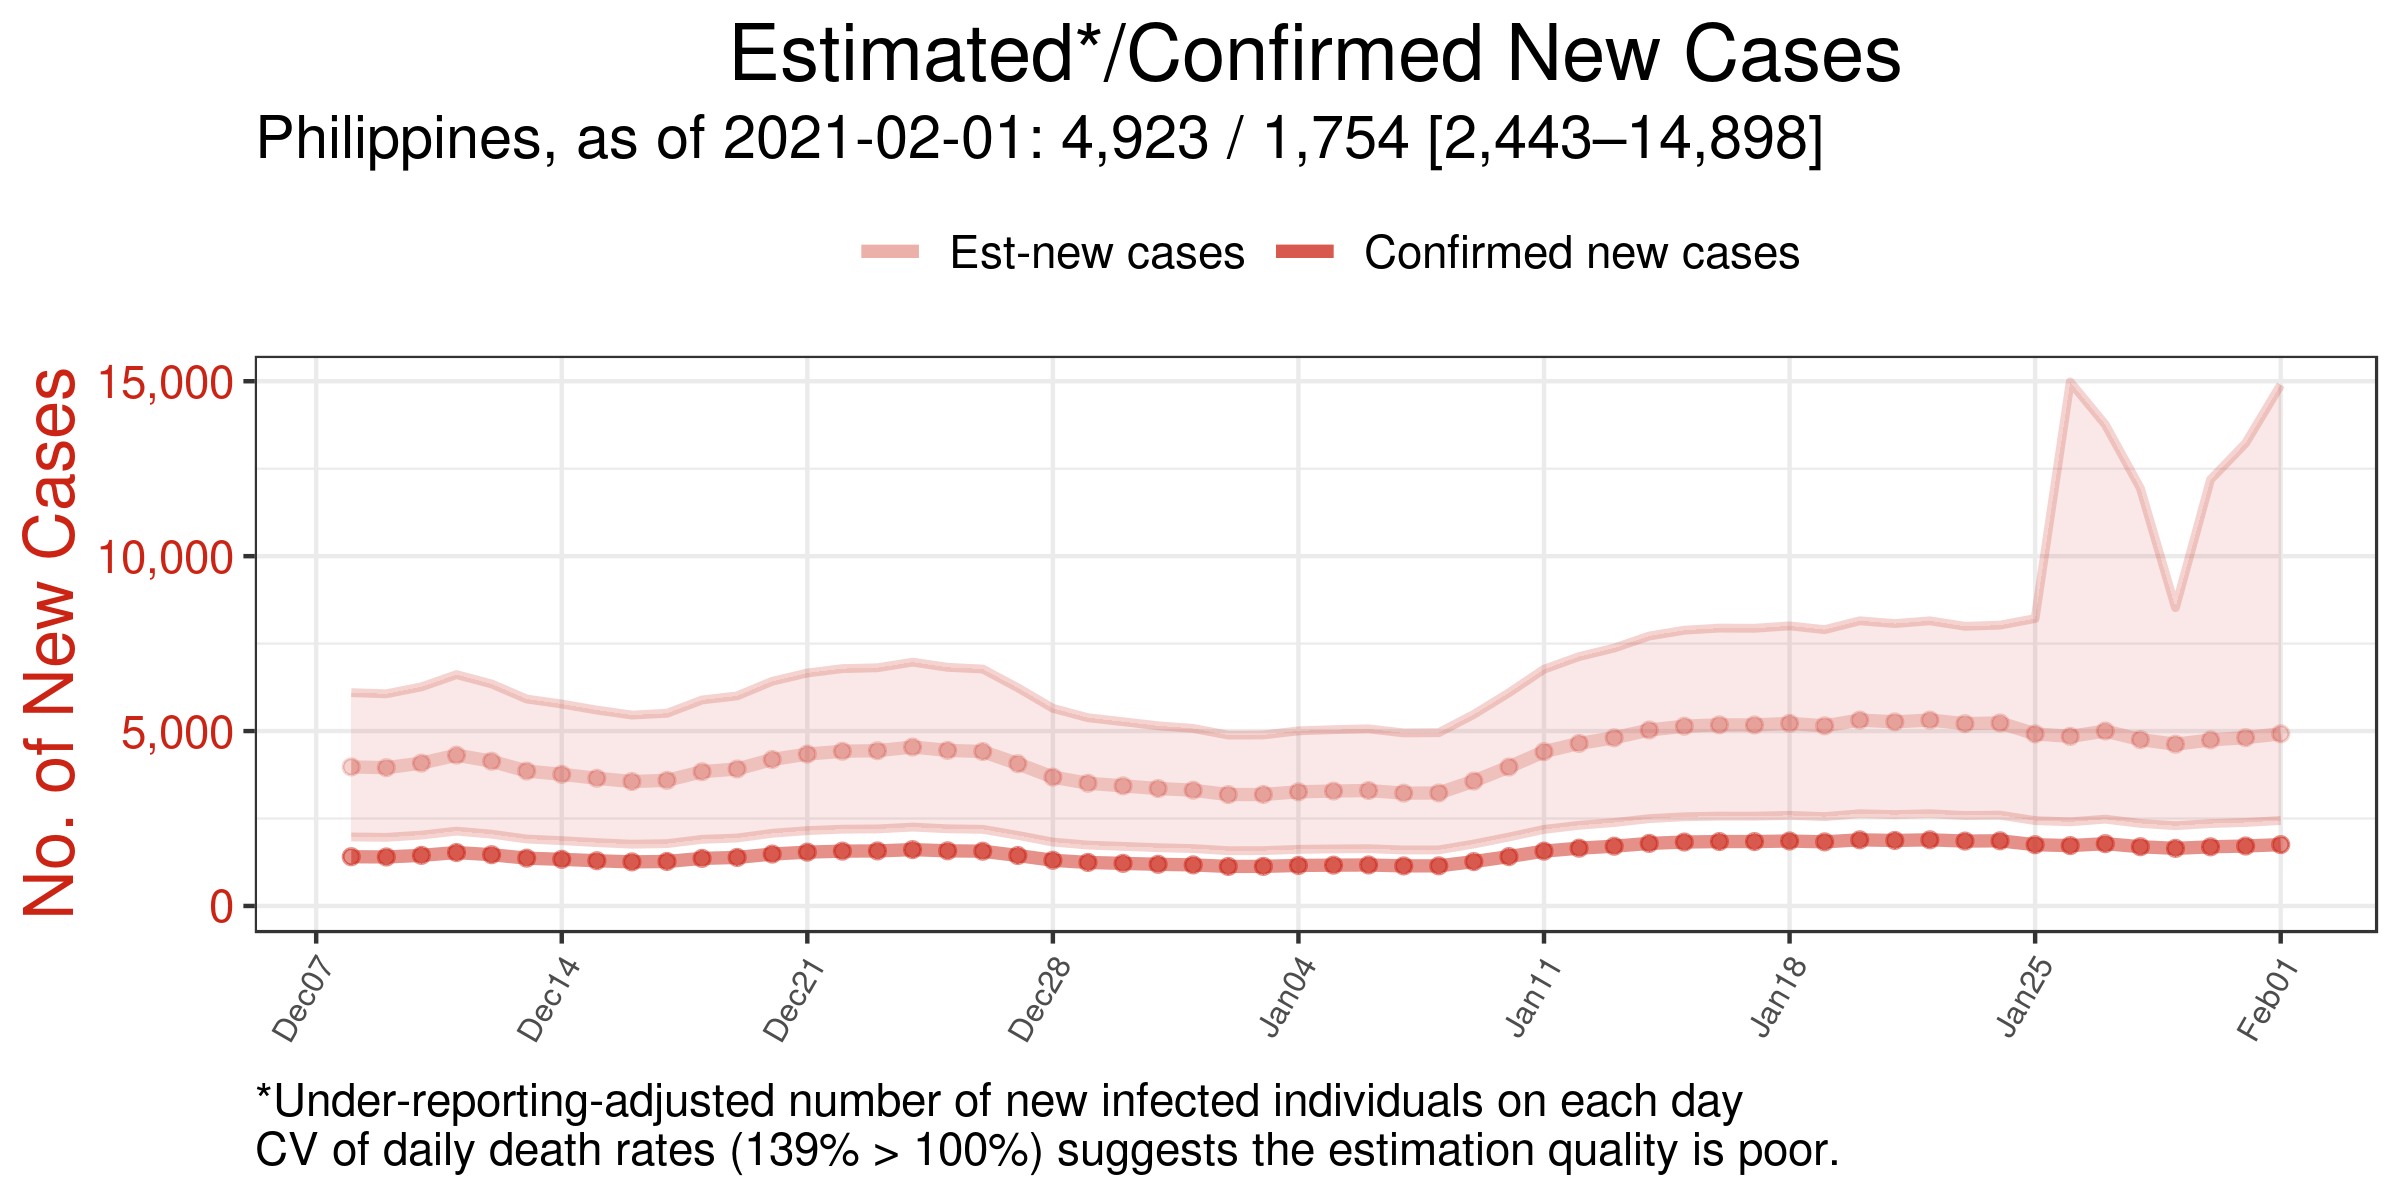 Estimated*/Confirmed New Cases
Philippines, as of 2021-02-01: 4,923 / 1,754 [2,443–14,898]
Est-new cases
Confirmed new cases
No. of New Cases
15,000
10,000
5,000
0
Dec07
Dec14
Dec21
Dec28
Jan04
Jan11
Jan18
Jan25
Feb01
*Under-reporting-adjusted number of new infected individuals on each day
CV of daily death rates (139% > 100%) suggests the estimation quality is poor.